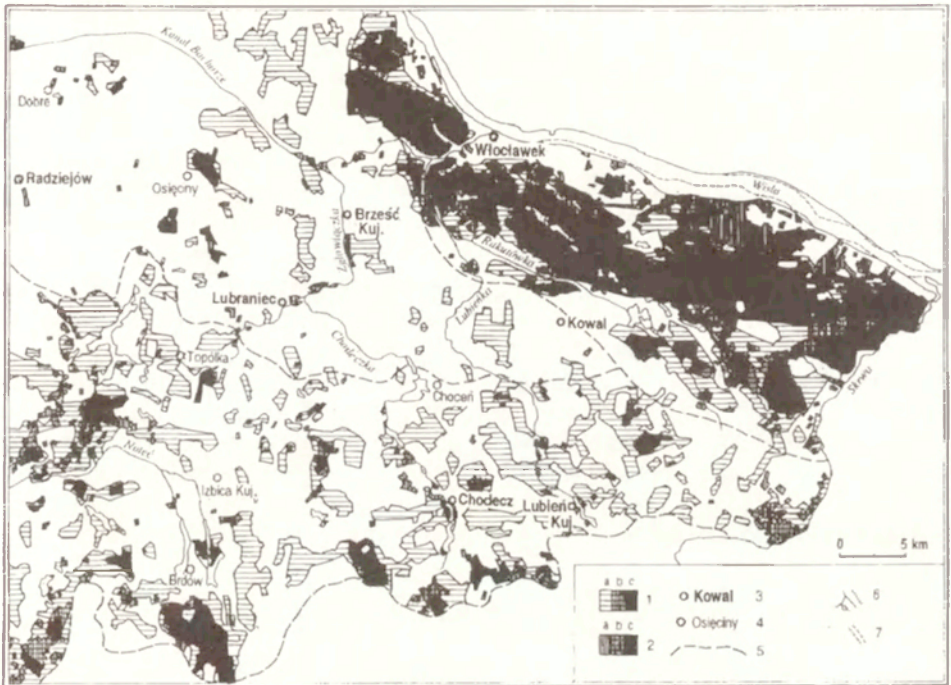 Kanał Bachorze
Dobre
Radziejów
Osięciny
Włocławek
Wisła
Brześć
Kuj.
Zgłowiączka
Rakutówka
Lubieńka
Lubraniec
Kowal
Chodeczka
Topólka
Choceń
Skrwa
Noteć
Izbica Kuj.
Chodecz
Lubień
Kuj
Brdów
0 5 km
a b c
1
Kowal 3
6
a b c
2
Osięciny 4
5
7